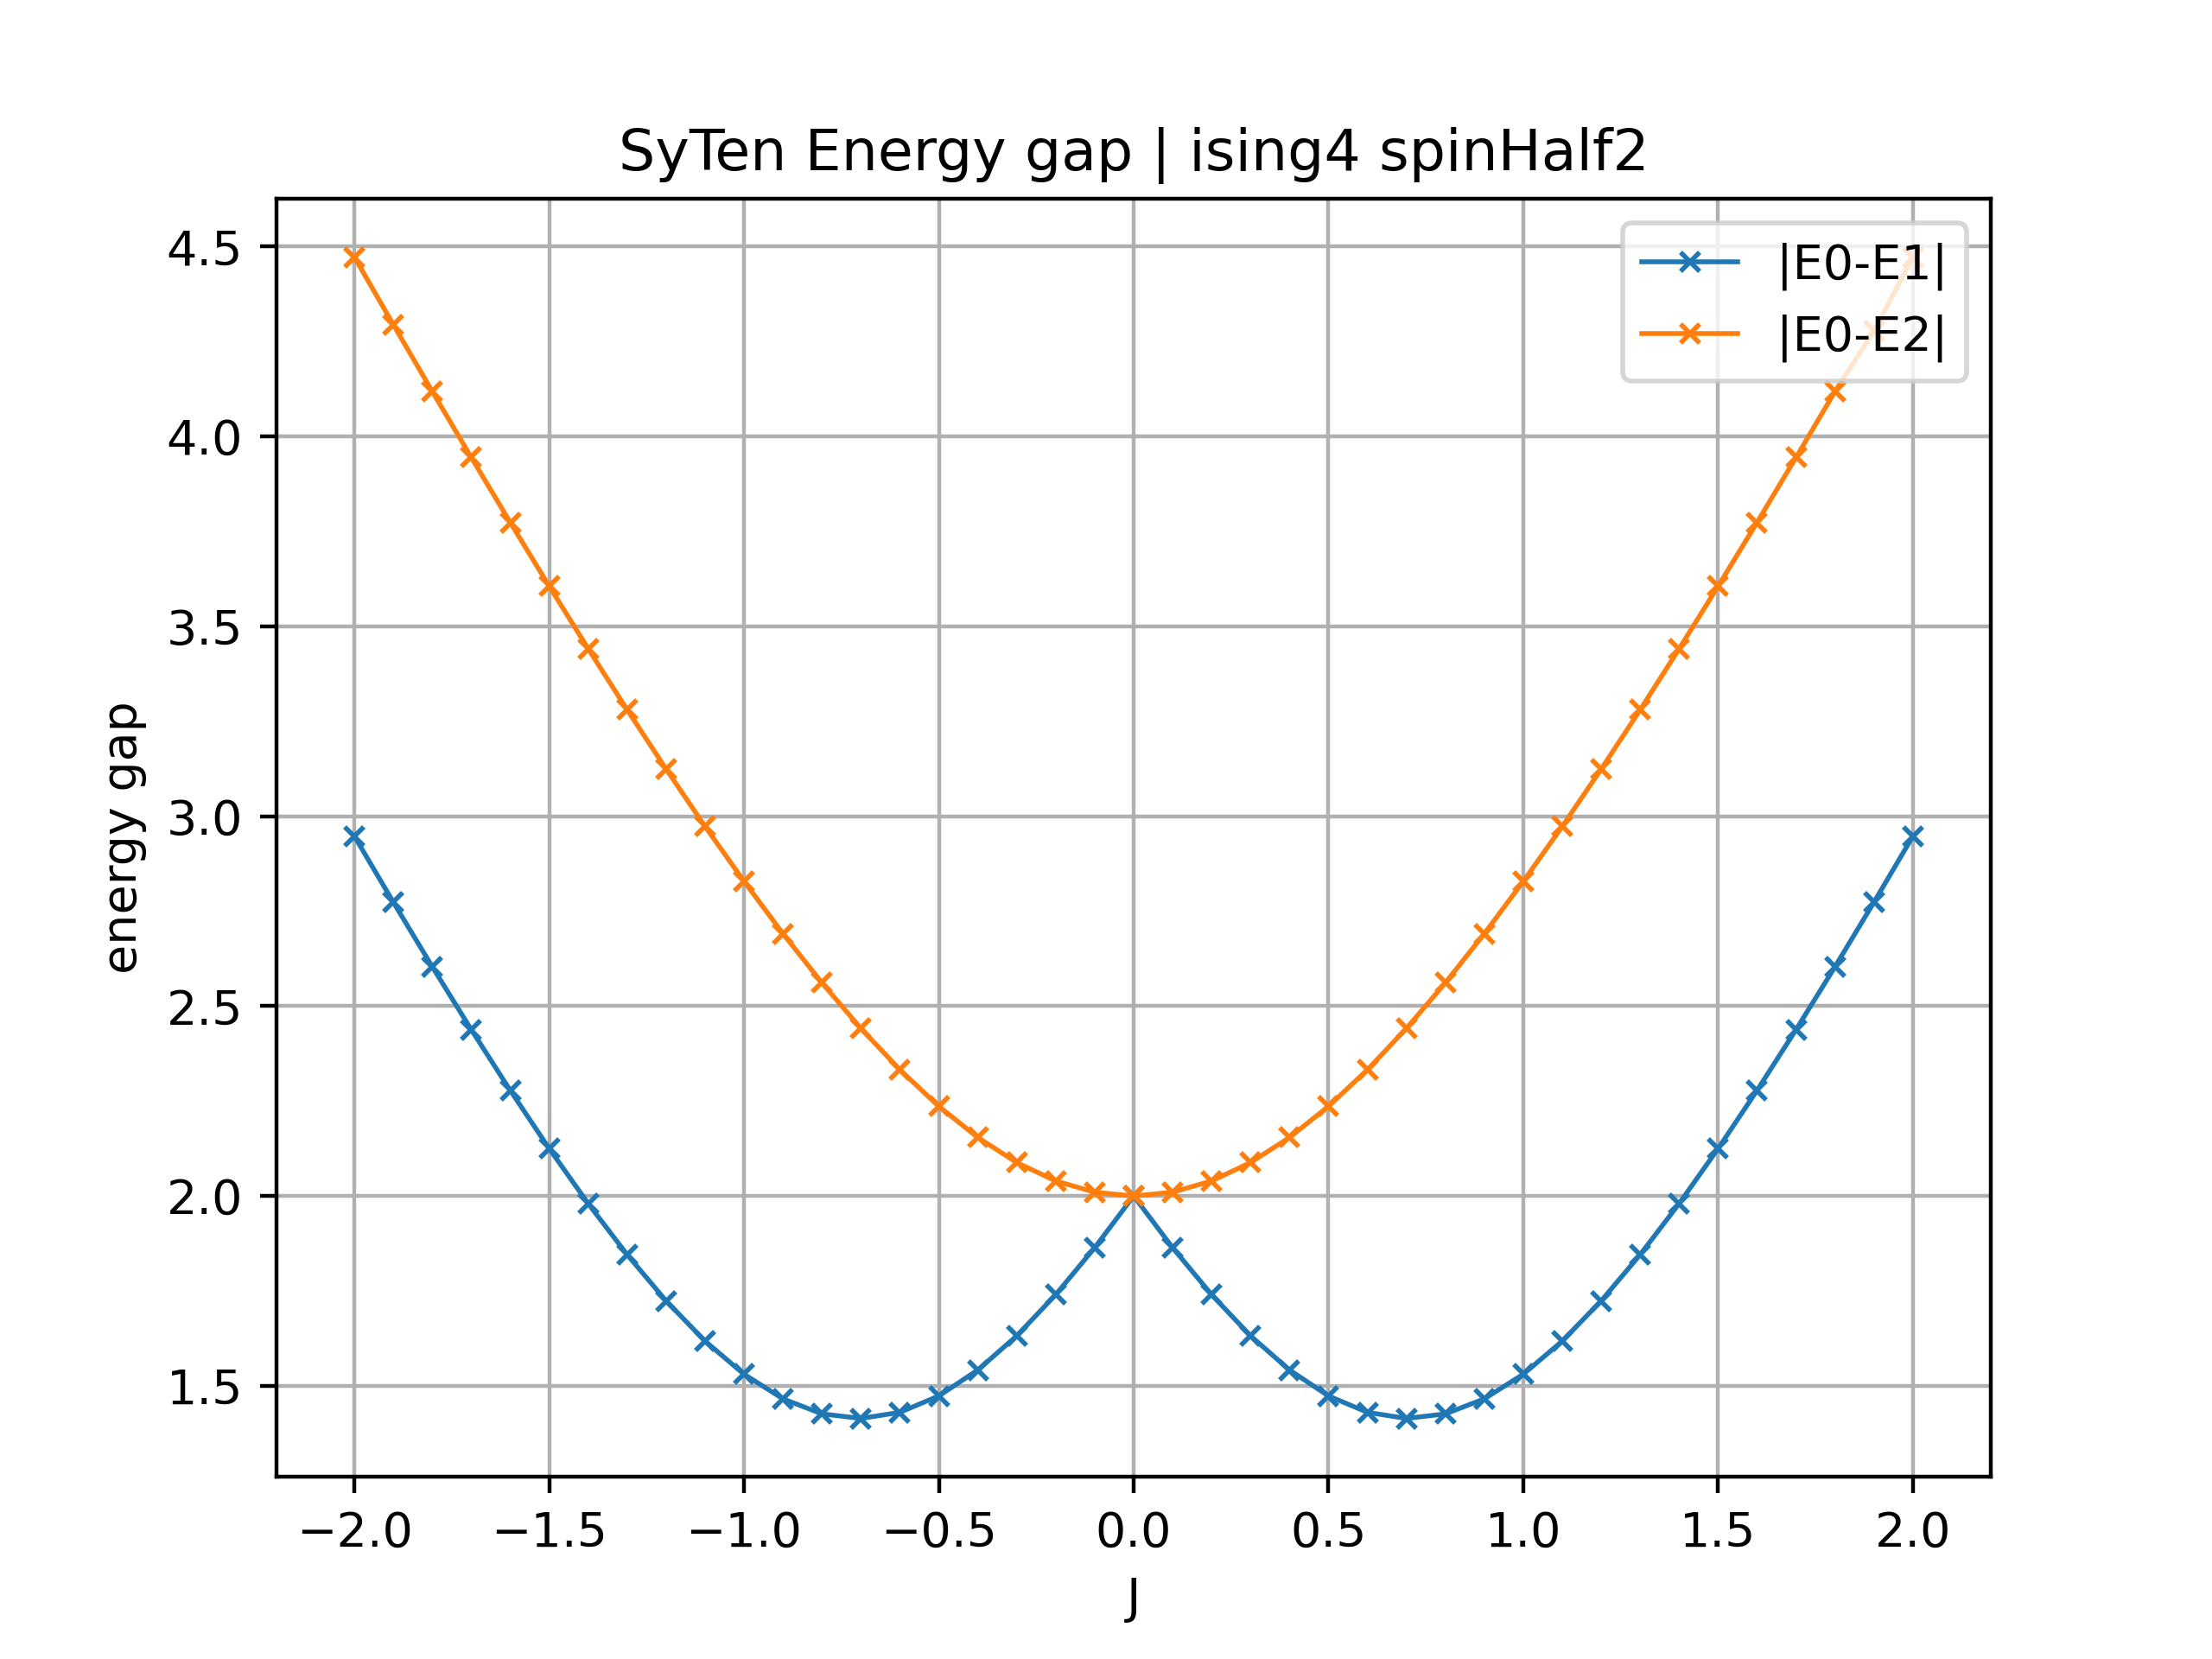 SyTen Energy gap | ising4 spinHalf2
|E0-E1|
|E0-E2|
4.5
4.0
3.5
3.0
2.5
2.0
1.5
energy gap
−2.0 −1.5 −1.0 −0.5 0.0 0.5 1.0 1.5 2.0
J